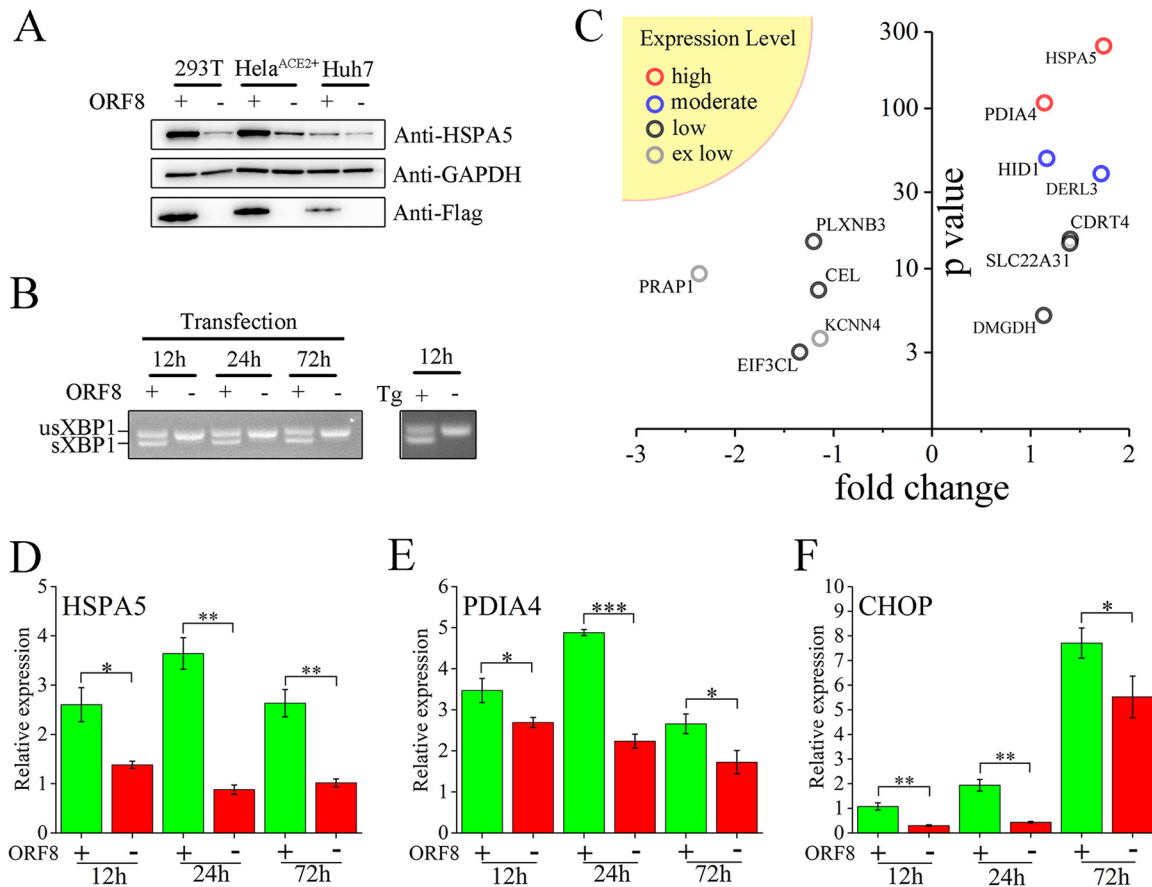 A
293T Hela^ACE2+ Huh7
ORF8 + - + - + -
Anti-HSPA5
Anti-GAPDH
Anti-Flag
B
Transfection
12h 24h 72h 12h
ORF8 + - + - + - Tg + -
usXBP1
sXBP1
C
Expression Level
high
moderate
low
ex low
300
100
30
10
3
p value
HSPA5
PDIA4
HID1
DERL3
CDRT4
SLC22A31
DMGDH
PLXNB3
CEL
PRAP1
KCNN4
EIF3CL
-3 -2 -1 0 1 2
fold change
D
HSPA5
Relative expression
5
4
3
2
1
0
* ** **
ORF8 + - + - + -
12h 24h 72h
E
PDIA4
Relative expression
6
5
4
3
2
1
0
* *** *
ORF8 + - + - + -
12h 24h 72h
F
CHOP
Relative expression
10
9
8
7
6
5
4
3
2
1
0
** ** *
ORF8 + - + - + -
12h 24h 72h